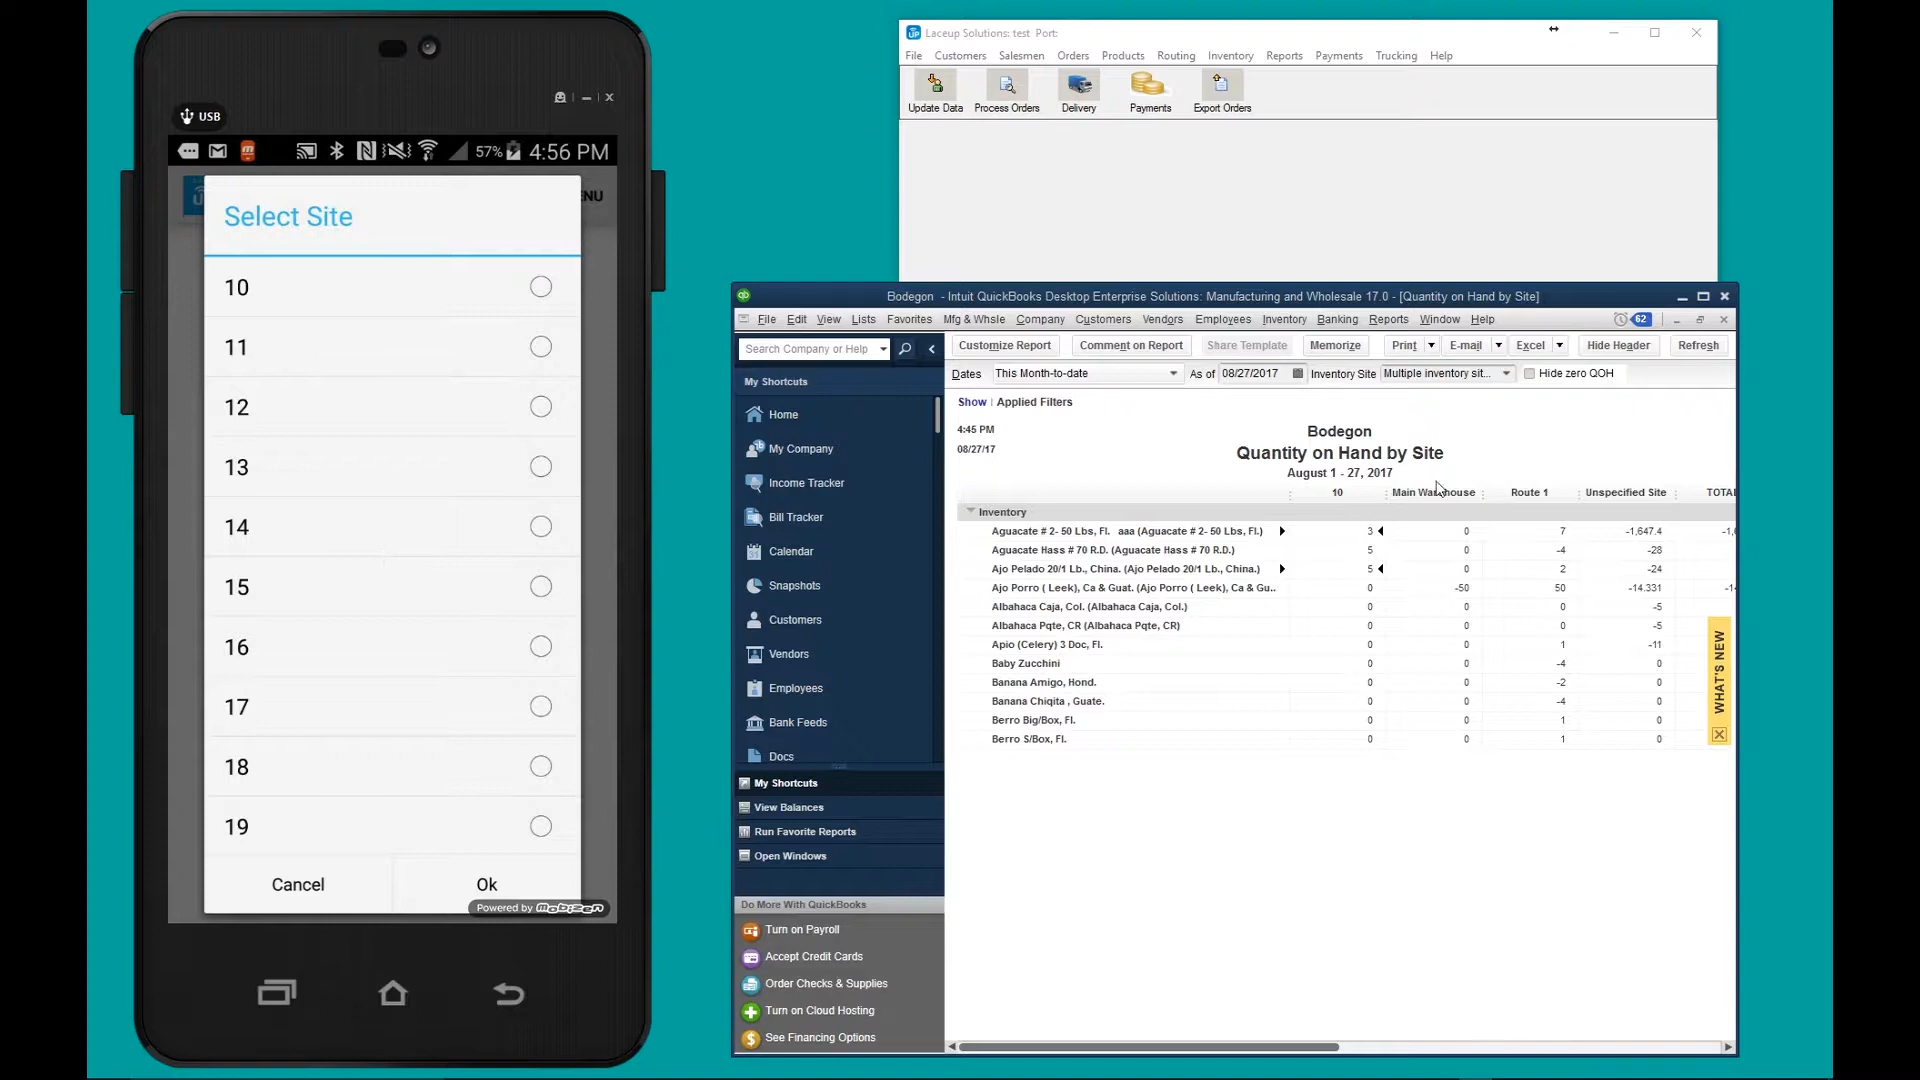 USB
57% 4:56 PM
ENU
Select Site
10
11
12
13
14
15
16
17
18
19
Cancel Ok
Powered by mobizen
UP Laceup Solutions: test Port:
File Customers Salesmen Orders Products Routing Inventory Reports Payments Trucking Help
Update Data Process Orders Delivery Payments Export Orders
qb Bodegon - Intuit QuickBooks Desktop Enterprise Solutions: Manufacturing and Wholesale 17.0 - [Quantity on Hand by Site]
File Edit View Lists Favorites Mfg & Whsle Company Customers Vendors Employees Inventory Banking Reports Window Help 62
Search Company or Help
My Shortcuts
Home
My Company
Income Tracker
Bill Tracker
Calendar
Snapshots
Customers
Vendors
Employees
Bank Feeds
Docs
My Shortcuts
View Balances
Run Favorite Reports
Open Windows
Do More With QuickBooks
Turn on Payroll
Accept Credit Cards
Order Checks & Supplies
Turn on Cloud Hosting
See Financing Options
Customize Report Comment on Report Share Template Memorize Print E-mail Excel Hide Header Refresh
Dates This Month-to-date As of 08/27/2017 Inventory Site Multiple inventory sit... Hide zero QOH
Show | Applied Filters
4:45 PM
08/27/17
Bodegon
Quantity on Hand by Site
August 1 - 27, 2017
10 Main Warehouse Route 1 Unspecified Site TOTA
Inventory
Aguacate # 2- 50 Lbs, Fl. aaa (Aguacate # 2- 50 Lbs, Fl.) 3 0 7 -1,647.4 -1,
Aguacate Hass # 70 R.D. (Aguacate Hass # 70 R.D.) 5 0 -4 -28
Ajo Pelado 20/1 Lb., China. (Ajo Pelado 20/1 Lb., China.) 5 0 2 -24
Ajo Porro ( Leek), Ca & Guat. (Ajo Porro ( Leek), Ca & Gu.. 0 -50 50 -14.331 -1
Albahaca Caja, Col. (Albahaca Caja, Col.) 0 0 0 -5
Albahaca Pqte, CR (Albahaca Pqte, CR) 0 0 0 -5
Apio (Celery) 3 Doc, Fl. 0 0 1 -11
Baby Zucchini 0 0 -4 0
Banana Amigo, Hond. 0 0 -2 0
Banana Chiqita , Guate. 0 0 -4 0
Berro Big/Box, Fl. 0 0 1 0
Berro S/Box, Fl. 0 0 1 0
WHAT'S NEW